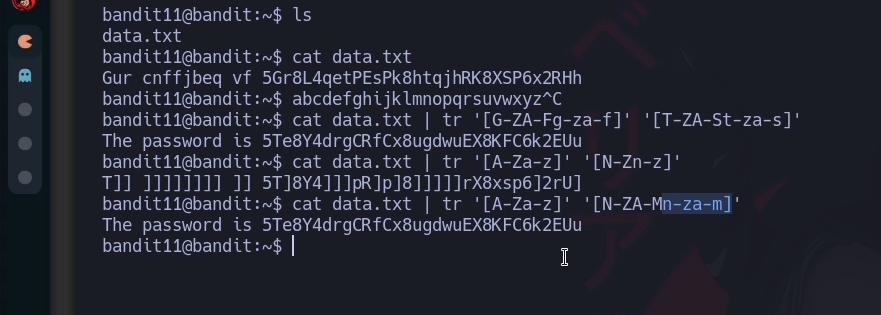 bandit11@bandit:~$ ls
data.txt
bandit11@bandit:~$ cat data.txt
Gur cnffjbeq vf 5Gr8L4qetPEsPk8htqjhRK8XSP6x2RHh
bandit11@bandit:~$ abcdefghijklmnopqrsuvwxyz^C
bandit11@bandit:~$ cat data.txt | tr '[G-ZA-Fg-za-f]' '[T-ZA-St-za-s]'
The password is 5Te8Y4drgCRfCx8ugdwuEX8KFC6k2EUu
bandit11@bandit:~$ cat data.txt | tr '[A-Za-z]' '[N-Zn-z]'
T]] ]]]]]]]] ]] 5T]8Y4]]]pR]p]8]]]]]rX8xsp6]2rU]
bandit11@bandit:~$ cat data.txt | tr '[A-Za-z]' '[N-ZA-Mn-za-m]'
The password is 5Te8Y4drgCRfCx8ugdwuEX8KFC6k2EUu
bandit11@bandit:~$